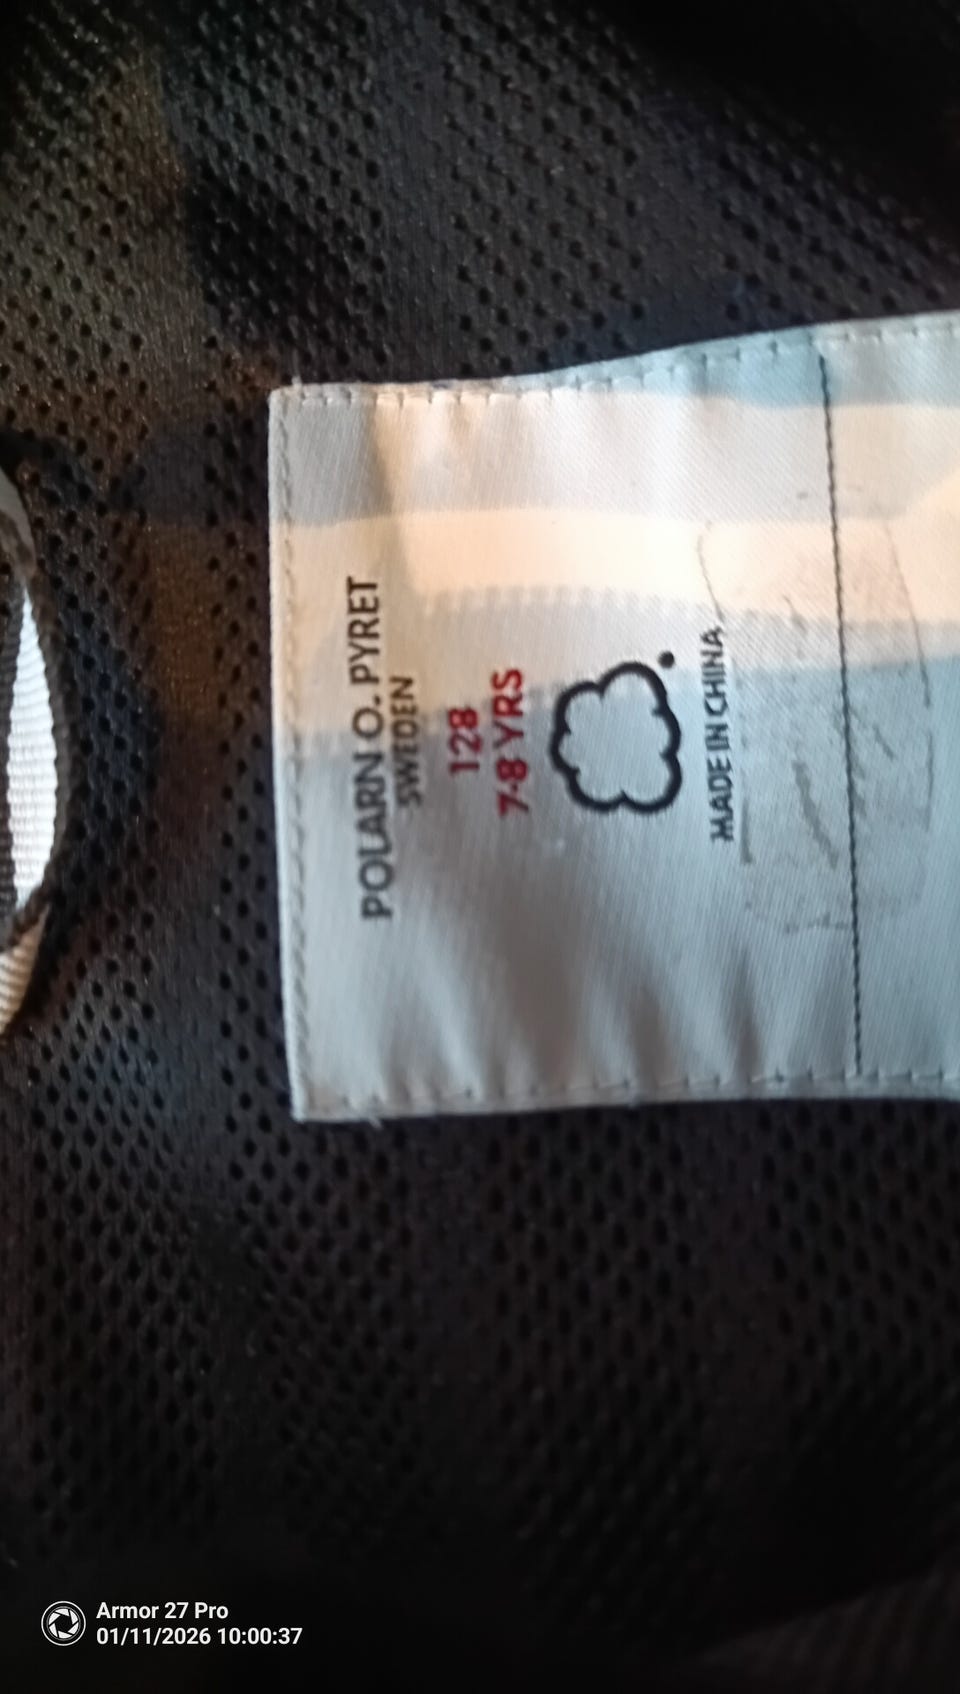 POLARN O. PYRET
SWEDEN
128
7-8 YRS
MADE IN CHINA
Armor 27 Pro
01/11/2026 10:00:37